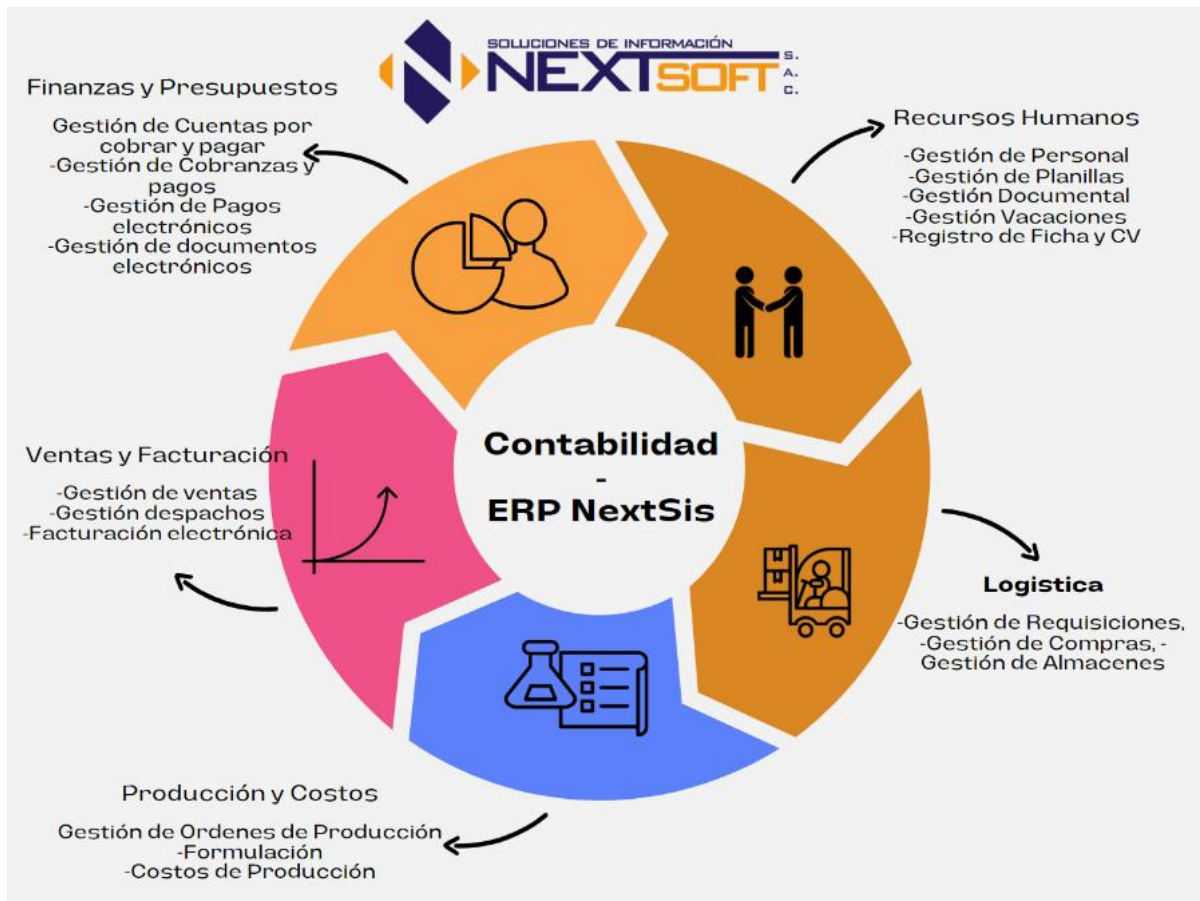 SOLUCIONES DE INFORMACIÓN
NEXTSOFT S.A.C.
Finanzas y Presupuestos
Gestión de Cuentas por
cobrar y pagar
-Gestión de Cobranzas y
pagos
-Gestión de Pagos
electrónicos
-Gestión de documentos
electrónicos
Recursos Humanos
-Gestión de Personal
-Gestión de Planillas
-Gestión Documental
-Gestión Vacaciones
-Registro de Ficha y CV
Contabilidad
-
ERP NextSis
Ventas y Facturación
-Gestión de ventas
-Gestión despachos
-Facturación electrónica
Logistica
-Gestión de Requisiciones,
-Gestión de Compras, -
Gestión de Almacenes
Producción y Costos
Gestión de Ordenes de Producción
-Formulación
-Costos de Producción